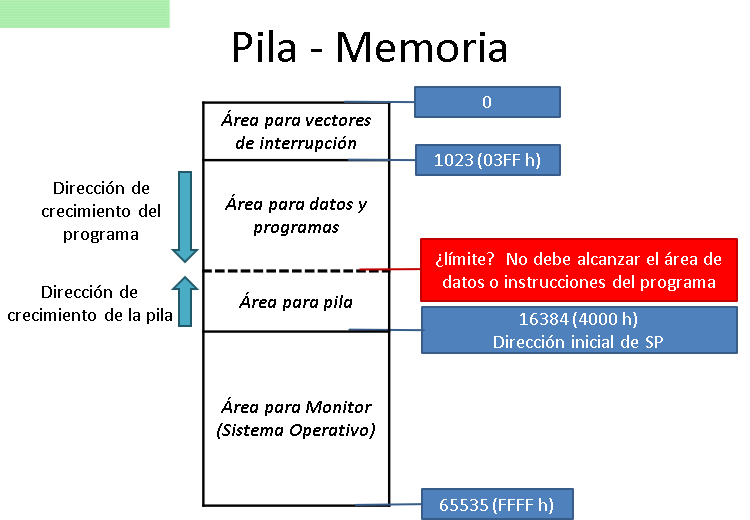 Pila - Memoria
0
Área para vectores
de interrupción
1023 (03FF h)
Dirección de
crecimiento del
programa
Área para datos y
programas
¿límite?  No debe alcanzar el área de
datos o instrucciones del programa
Dirección de
crecimiento de la pila
Área para pila
16384 (4000 h)
Dirección inicial de SP
Área para Monitor
(Sistema Operativo)
65535 (FFFF h)